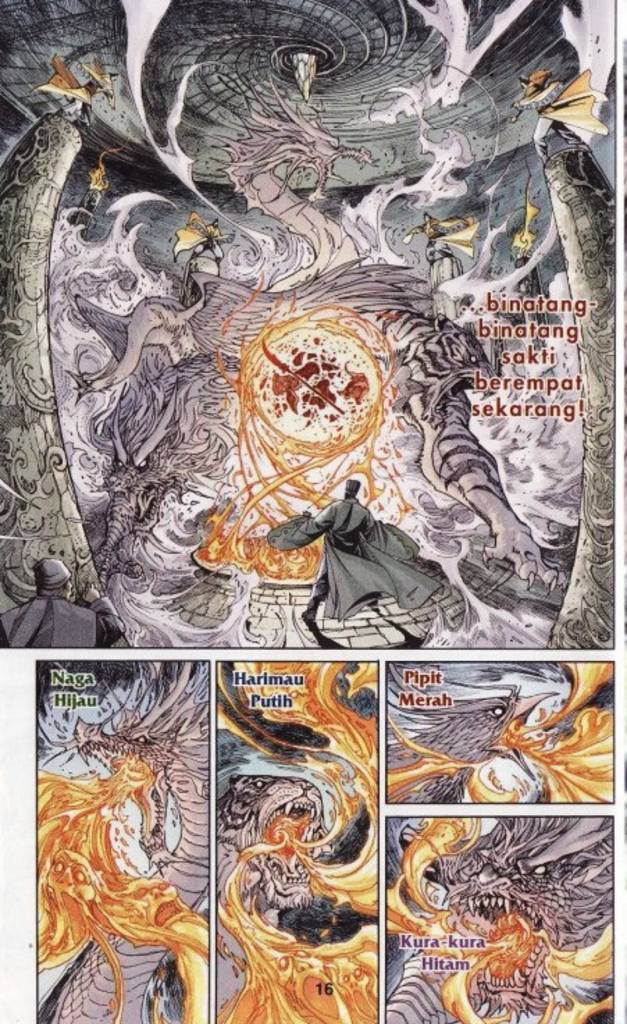 ...binatang-
binatang
sakti
berempat
sekarang!
Naga
Hijau
Harimau
Putih
Pipit
Merah
Kura-kura
Hitam
16